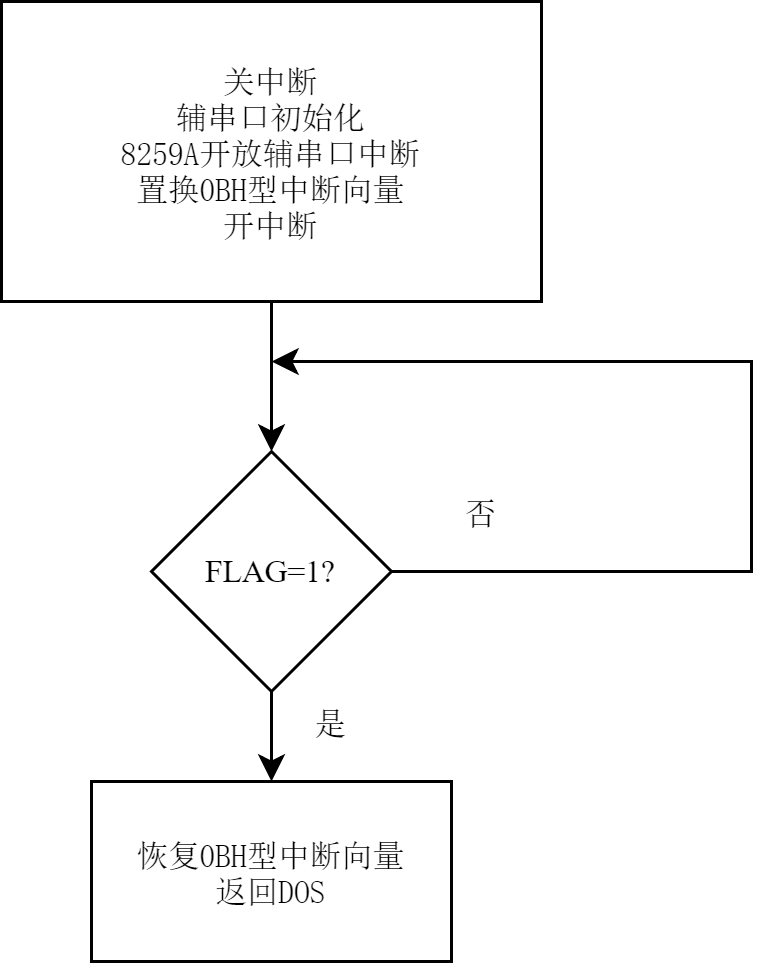 关中断
辅串口初始化
8259A开放辅串口中断
置换0BH型中断向量
开中断
否
FLAG=1?
是
恢复0BH型中断向量
返回DOS